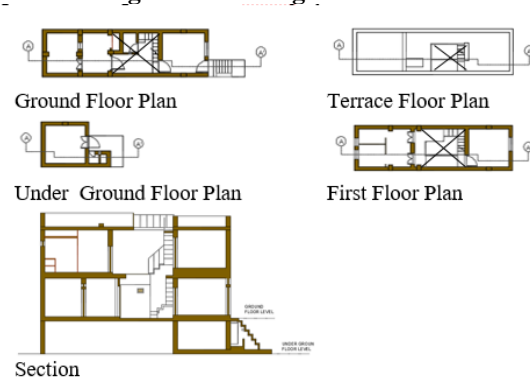 A A'
Ground Floor Plan
A A
Terrace Floor Plan
A A
Under Ground Floor Plan
A A
First Floor Plan
GROUND
FLOOR LEVEL
UNDER GROUN
FLOOR LEVEL
Section